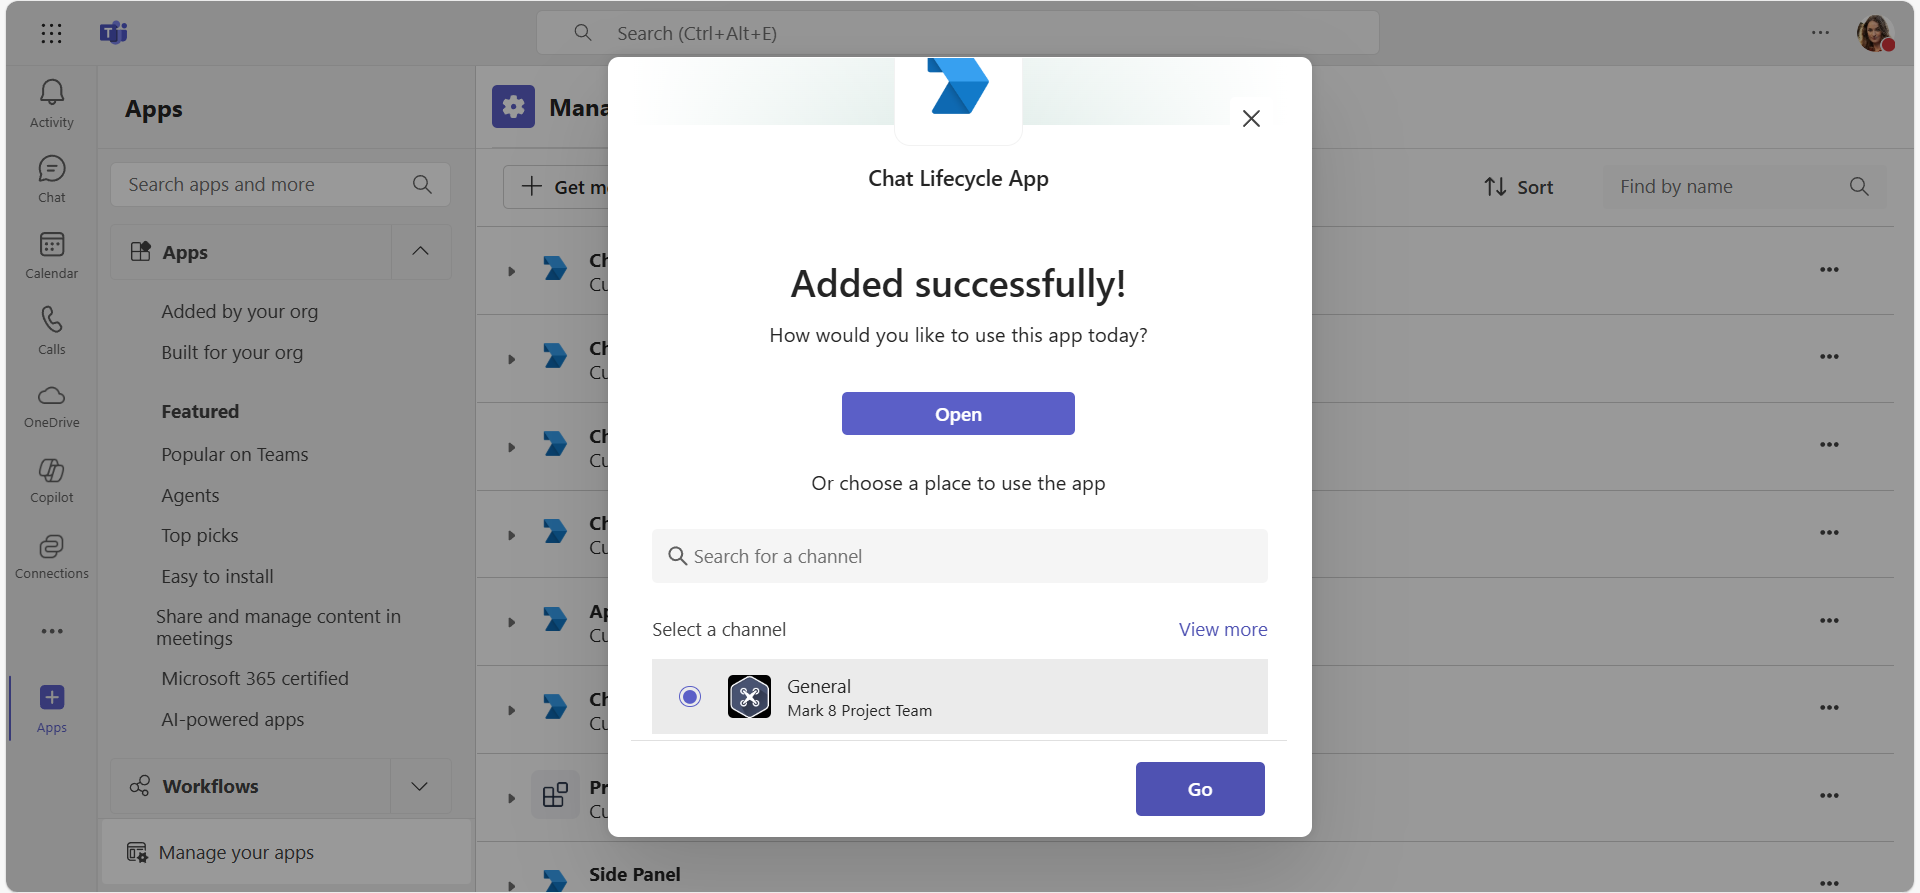 Search (Ctrl+Alt+E)
Activity
Chat
Calendar
Calls
OneDrive
Copilot
Connections
Apps
Apps
Search apps and more
Apps
Added by your org
Built for your org
Featured
Popular on Teams
Agents
Top picks
Easy to install
Share and manage content in
meetings
Microsoft 365 certified
AI-powered apps
Workflows
Manage your apps
Mana
Get m
Sort
Find by name
Ch
Cu
Ch
Cu
Ch
Cu
Ch
Cu
Ap
Cu
Ch
Cu
Pr
Cu
Side Panel
Chat Lifecycle App
Added successfully!
How would you like to use this app today?
Open
Or choose a place to use the app
Search for a channel
Select a channel
View more
General
Mark 8 Project Team
Go